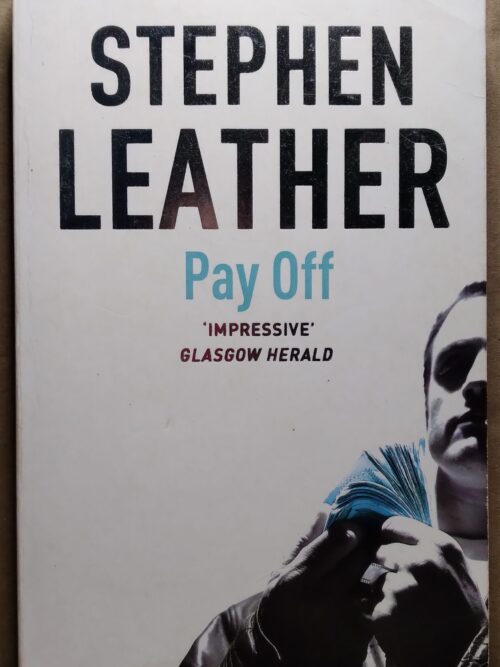 STEPHEN
LEATHER
Pay Off
‘IMPRESSIVE’
GLASGOW HERALD